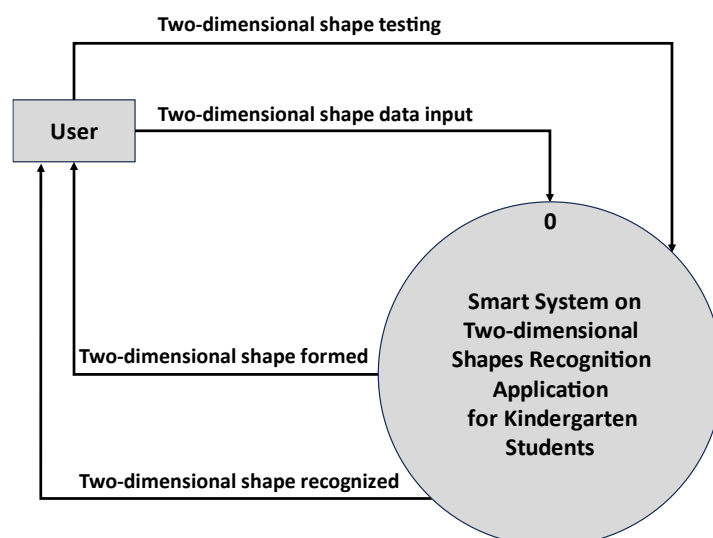 Two-dimensional shape testing
Two-dimensional shape data input
User
0
Smart System on
Two-dimensional
Shapes Recognition
Application
for Kindergarten
Students
Two-dimensional shape formed
Two-dimensional shape recognized